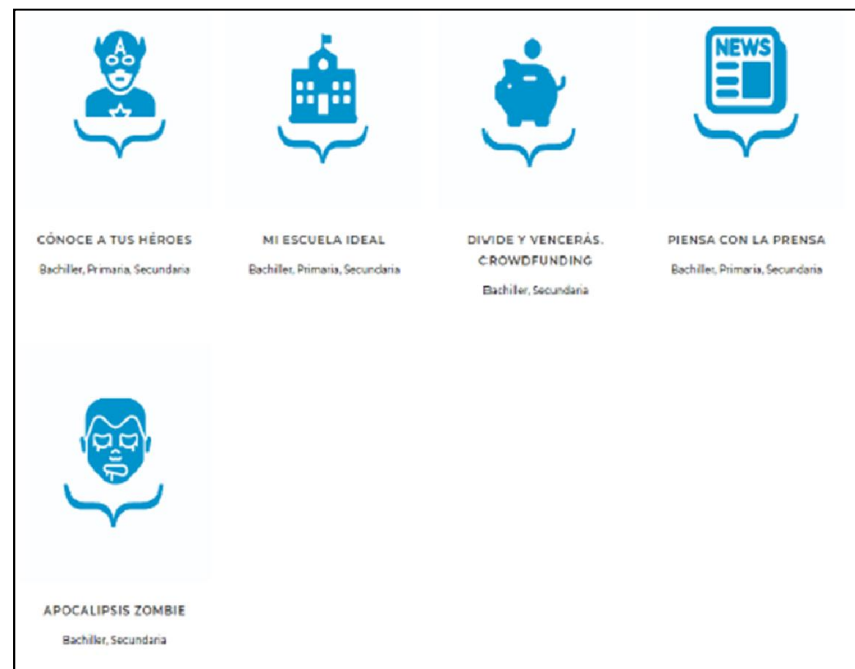 A
NEWS
CÓNOCE A TUS HÉROES
Bachiller, Primaria, Secundaria
MI ESCUELA IDEAL
Bachiller, Primaria, Secundaria
DIVIDE Y VENCERÁS.
CROWDFUNDING
Bachiller, Secundaria
PIENSA CON LA PRENSA
Bachiller, Primaria, Secundaria
APOCALIPSIS ZOMBIE
Bachiller, Secundaria